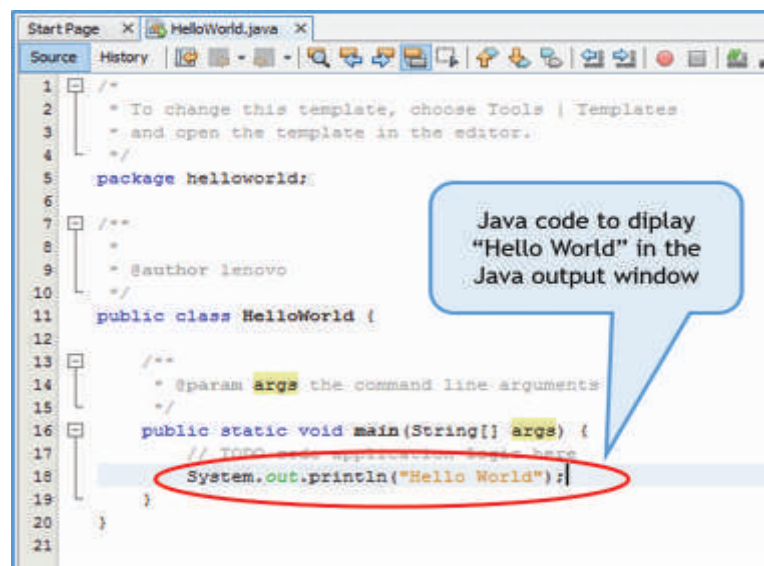 Start Page HelloWorld.java
Source History
1 /*
2 * To change this template, choose Tools | Templates
3 * and open the template in the editor.
4 */
5 package helloworld;
6
7 /**
8 *
9 * @author lenovo
10 */
11 public class HelloWorld {
12
13 /**
14 * @param args the command line arguments
15 */
16 public static void main(String[] args) {
17 // TODO code application logic here
18 System.out.println("Hello World");
19 }
20 }
21
Java code to diplay
“Hello World” in the
Java output window